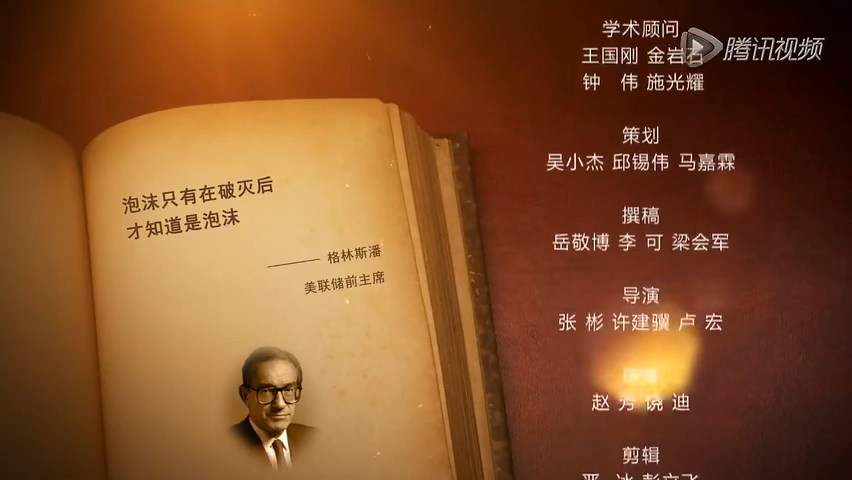 泡沫只有在破灭后
才知道是泡沫
——— 格林斯潘
美联储前主席
腾讯视频
学术顾问
王国刚 金岩石
钟 伟 施光耀
策划
吴小杰 邱锡伟 马嘉霖
撰稿
岳敬博 李 可 梁会军
导演
张 彬 许建骥 卢 宏
赵 芳 饶 迪
剪辑